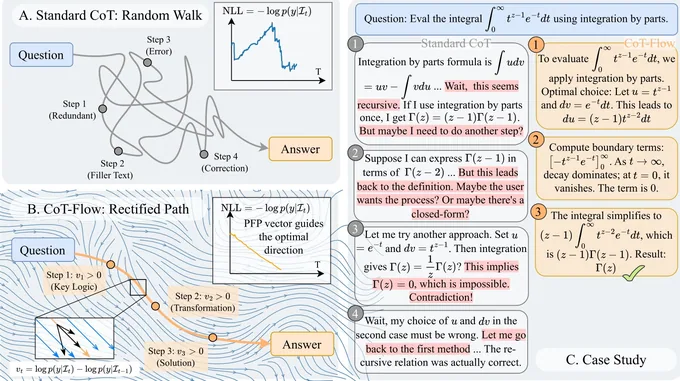 A. Standard CoT: Random Walk
Question
Step 3
(Error)
Step 1
(Redundant)
Step 2
(Filler Text)
Step 4
(Correction)
Answer
NLL = − log p(y|ℐₜ)
T
B. CoT-Flow: Rectified Path
Question
Step 1: v₁ > 0
(Key Logic)
Step 2: v₂ > 0
(Transformation)
Step 3: v₃ > 0
(Solution)
Answer
vₜ = log p(y|ℐₜ) − log p(y|ℐₜ₋₁)
NLL = − log p(y|ℐₜ)
PFP vector guides
the optimal
direction
T
Question: Eval the integral ∫₀^∞ t^{z−1}e^{−t}dt using integration by parts.
Standard CoT
1
Integration by parts formula is ∫ udv
= uv − ∫ vdu ... Wait, this seems
recursive. If I use integration by parts
once, I get Γ(z) = (z − 1)Γ(z − 1).
But maybe I need to do another step?
2
Suppose I can express Γ(z − 1) in
terms of Γ(z − 2) ... But this leads
back to the definition. Maybe the user
wants the process? Or maybe there's a
closed-form?
3
Let me try another approach. Set u
= e^{−t} and dv = t^{z−1}. Then integration
gives Γ(z) = 1/z Γ(z)? This implies
Γ(z) = 0, which is impossible.
Contradiction!
4
Wait, my choice of u and dv in the
second case must be wrong. Let me go
back to the first method ... The re-
cursive relation was actually correct.
CoT-Flow
1
To evaluate ∫₀^∞ t^{z−1}e^{−t}dt, we
apply integration by parts.
Optimal choice: Let u = t^{z−1}
and dv = e^{−t}dt. This leads to
du = (z − 1)t^{z−2}dt
2
Compute boundary terms:
[−t^{z−1}e^{−t}]₀^∞. As t → ∞,
decay dominates; at t = 0, it
vanishes. The term is 0.
3
The integral simplifies to
(z − 1) ∫₀^∞ t^{z−2}e^{−t}dt, which
is (z − 1)Γ(z − 1). Result:
Γ(z)
C. Case Study